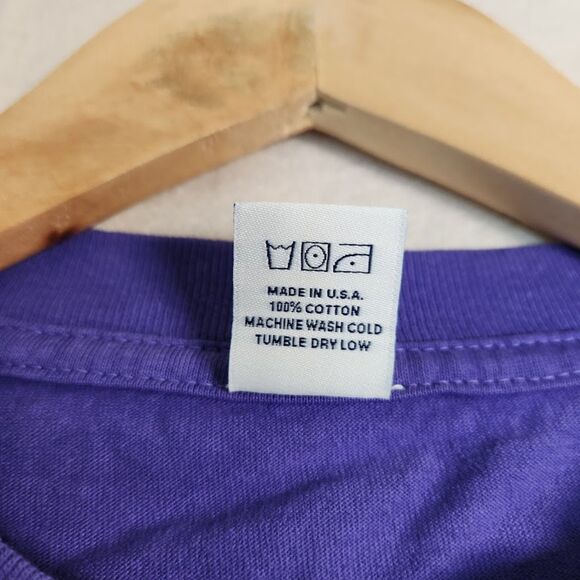 MADE IN U.S.A.
100% COTTON
MACHINE WASH COLD
TUMBLE DRY LOW